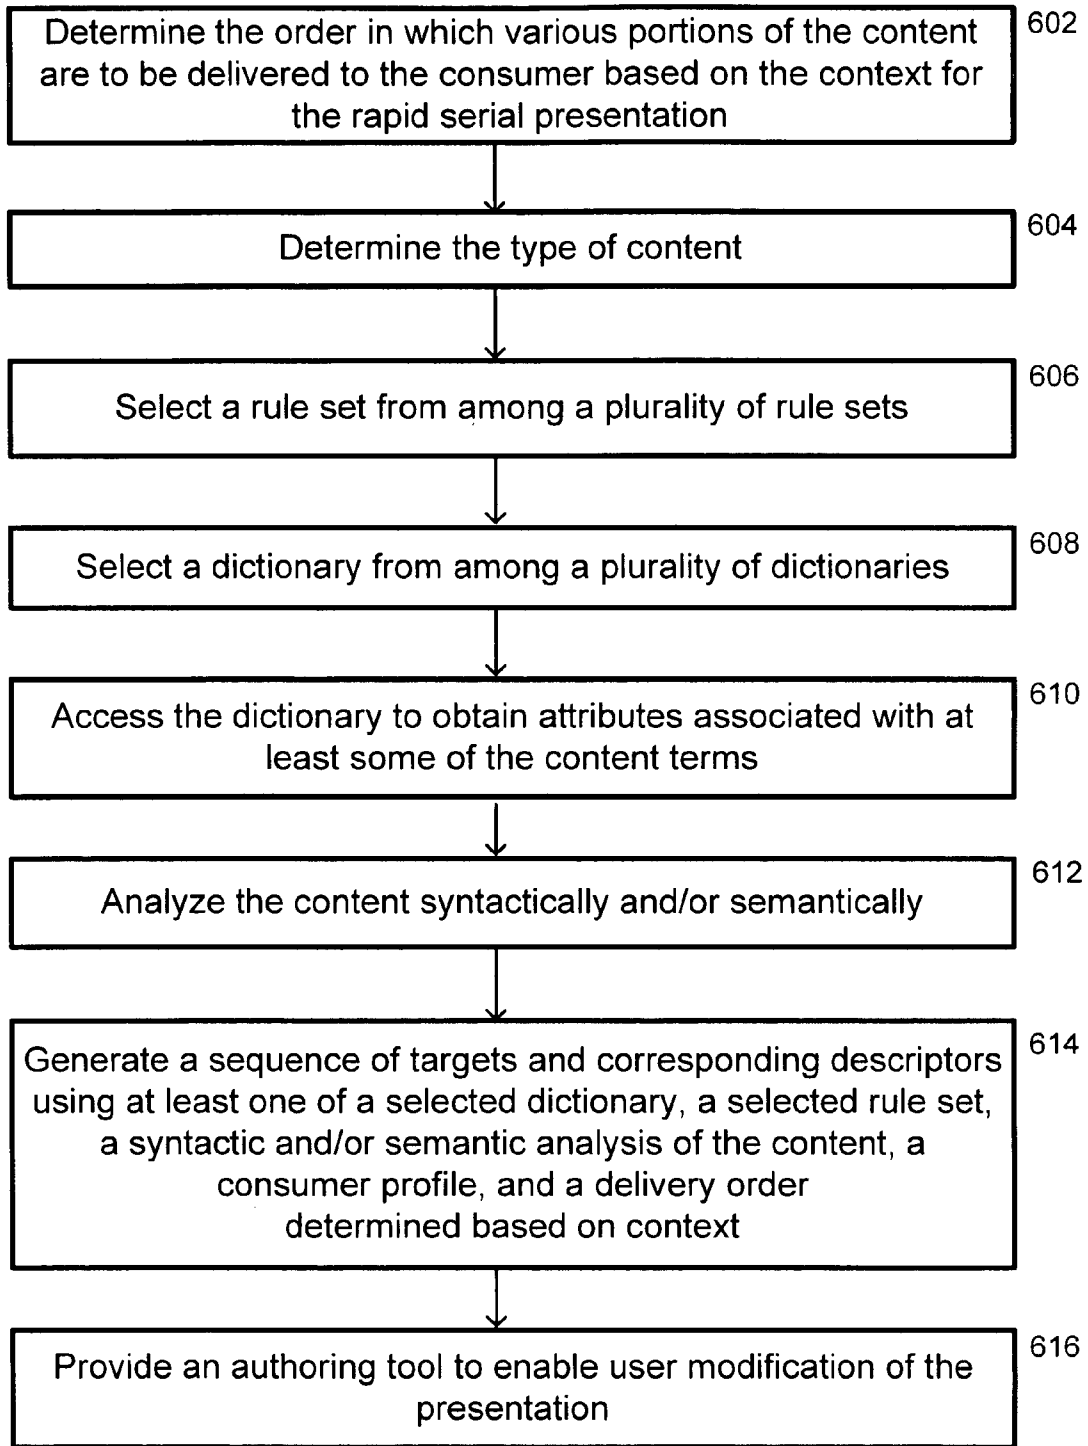 Determine the order in which various portions of the content
are to be delivered to the consumer based on the context for
the rapid serial presentation
602
Determine the type of content
604
Select a rule set from among a plurality of rule sets
606
Select a dictionary from among a plurality of dictionaries
608
Access the dictionary to obtain attributes associated with at
least some of the content terms
610
Analyze the content syntactically and/or semantically
612
Generate a sequence of targets and corresponding descriptors
using at least one of a selected dictionary, a selected rule set,
a syntactic and/or semantic analysis of the content, a
consumer profile, and a delivery order
determined based on context
614
Provide an authoring tool to enable user modification of the
presentation
616